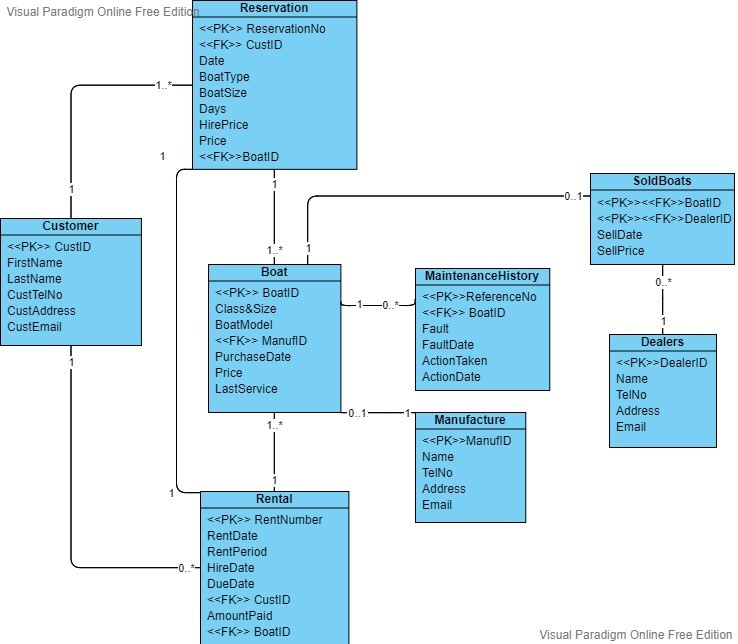 Visual Paradigm Online Free Edition
Reservation
<<PK>> ReservationNo
<<FK>> CustID
Date
BoatType
BoatSize
Days
HirePrice
Price
<<FK>>BoatID
1..*
1
1
1
1..*
1
0..1
SoldBoats
<<PK>><<FK>>BoatID
<<PK>><<FK>>DealerID
SellDate
SellPrice
Customer
<<PK>> CustID
FirstName
LastName
CustTelNo
CustAddress
CustEmail
Boat
<<PK>> BoatID
Class&Size
BoatModel
<<FK>> ManufID
PurchaseDate
Price
LastService
1
0..*
MaintenanceHistory
<<PK>>ReferenceNo
<<FK>> BoatID
Fault
FaultDate
ActionTaken
ActionDate
0..*
1
Dealers
<<PK>>DealerID
Name
TelNo
Address
Email
1
1..*
0..1
1
Manufacture
<<PK>>ManufID
Name
TelNo
Address
Email
1
1
0..*
Rental
<<PK>> RentNumber
RentDate
RentPeriod
HireDate
DueDate
<<FK>> CustID
AmountPaid
<<FK>> BoatID
Visual Paradigm Online Free Edition